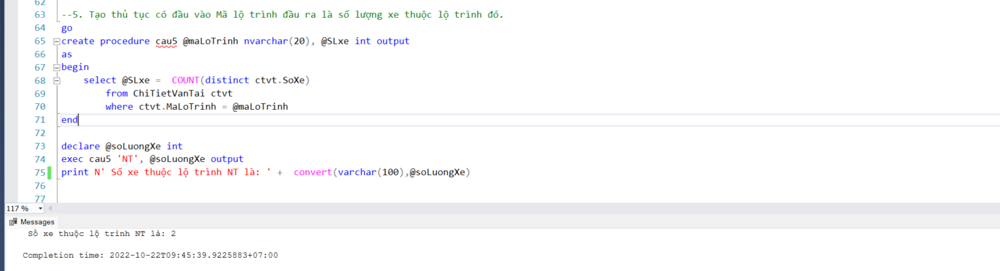 62
63 --5. Tạo thủ tục có đầu vào Mã lộ trình đầu ra là số lượng xe thuộc lộ trình đó.
64 go
65 create procedure cau5 @maLoTrinh nvarchar(20), @SLxe int output
66 as
67 begin
68 select @SLxe = COUNT(distinct ctvt.SoXe)
69 from ChiTietVanTai ctvt
70 where ctvt.MaLoTrinh = @maLoTrinh
71 end
72
73 declare @soLuongXe int
74 exec cau5 'NT', @soLuongXe output
75 print N' Số xe thuộc lộ trình NT là: ' + convert(varchar(100),@soLuongXe)
76
77
117 %
Messages
Số xe thuộc lộ trình NT là: 2
Completion time: 2022-10-22T09:45:39.9225883+07:00